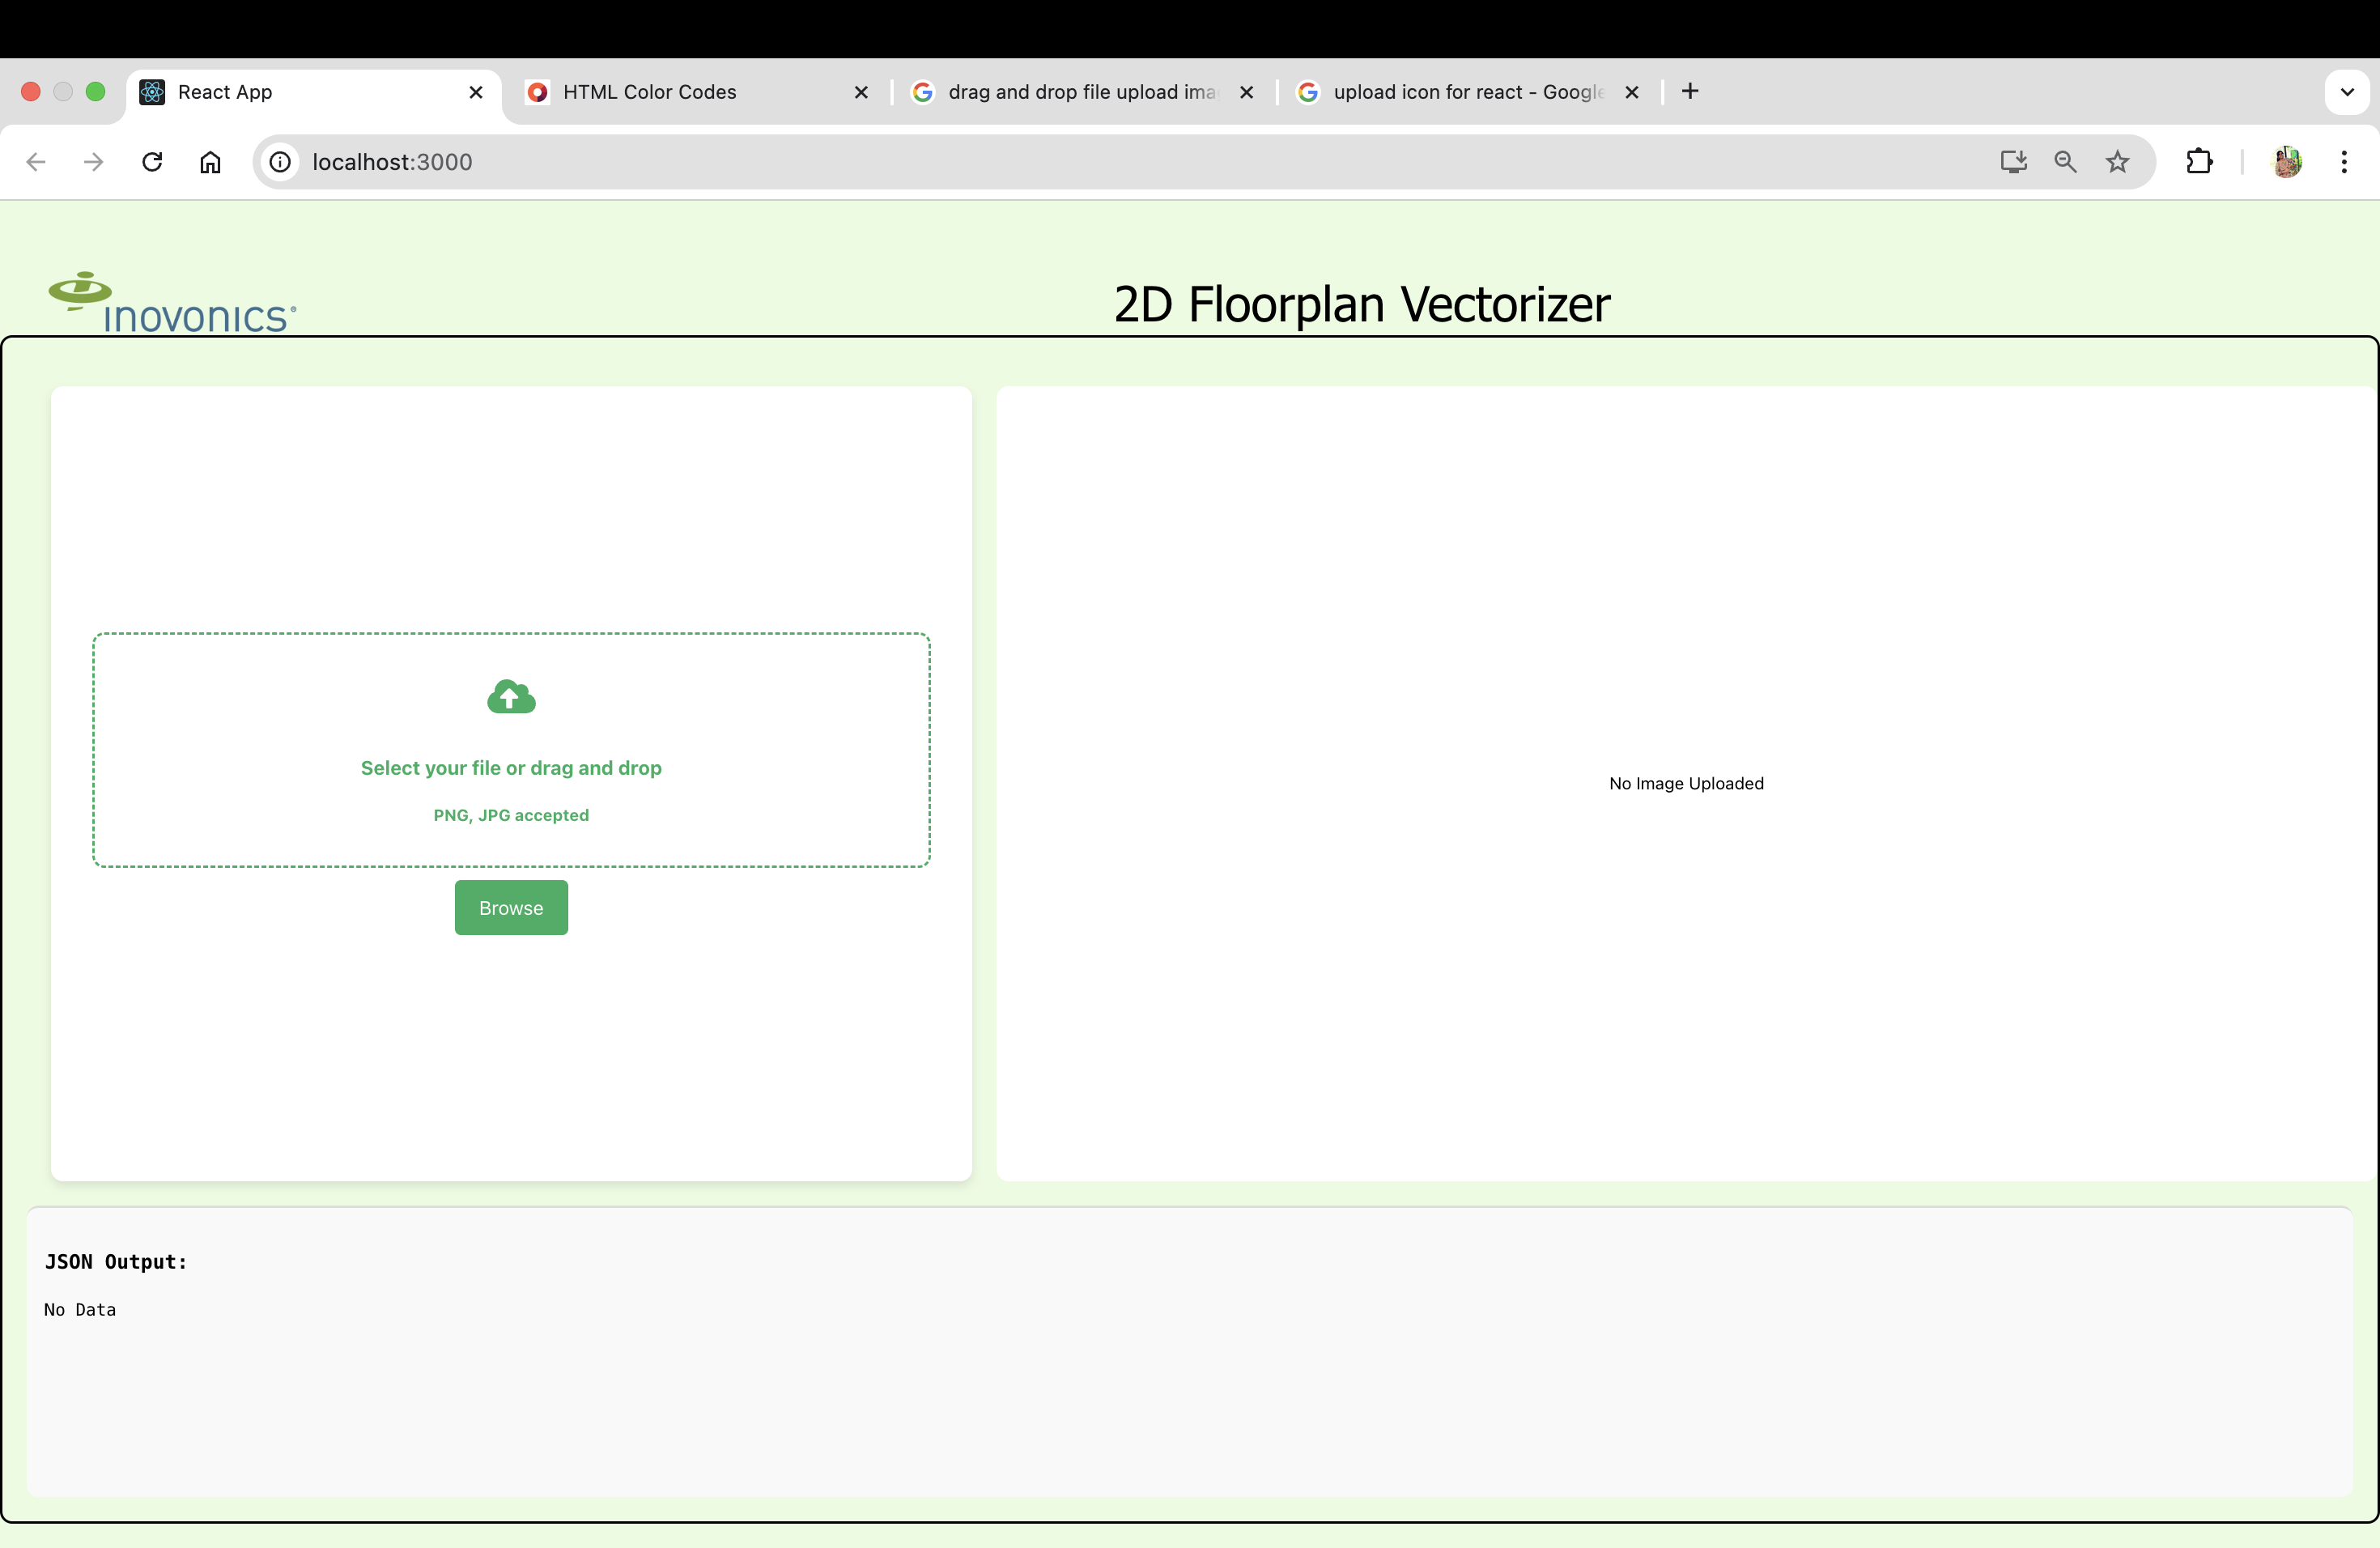 React App
HTML Color Codes
drag and drop file upload ima
upload icon for react - Google
localhost:3000
inovonics®
2D Floorplan Vectorizer
Select your file or drag and drop
PNG, JPG accepted
Browse
No Image Uploaded
JSON Output:
No Data